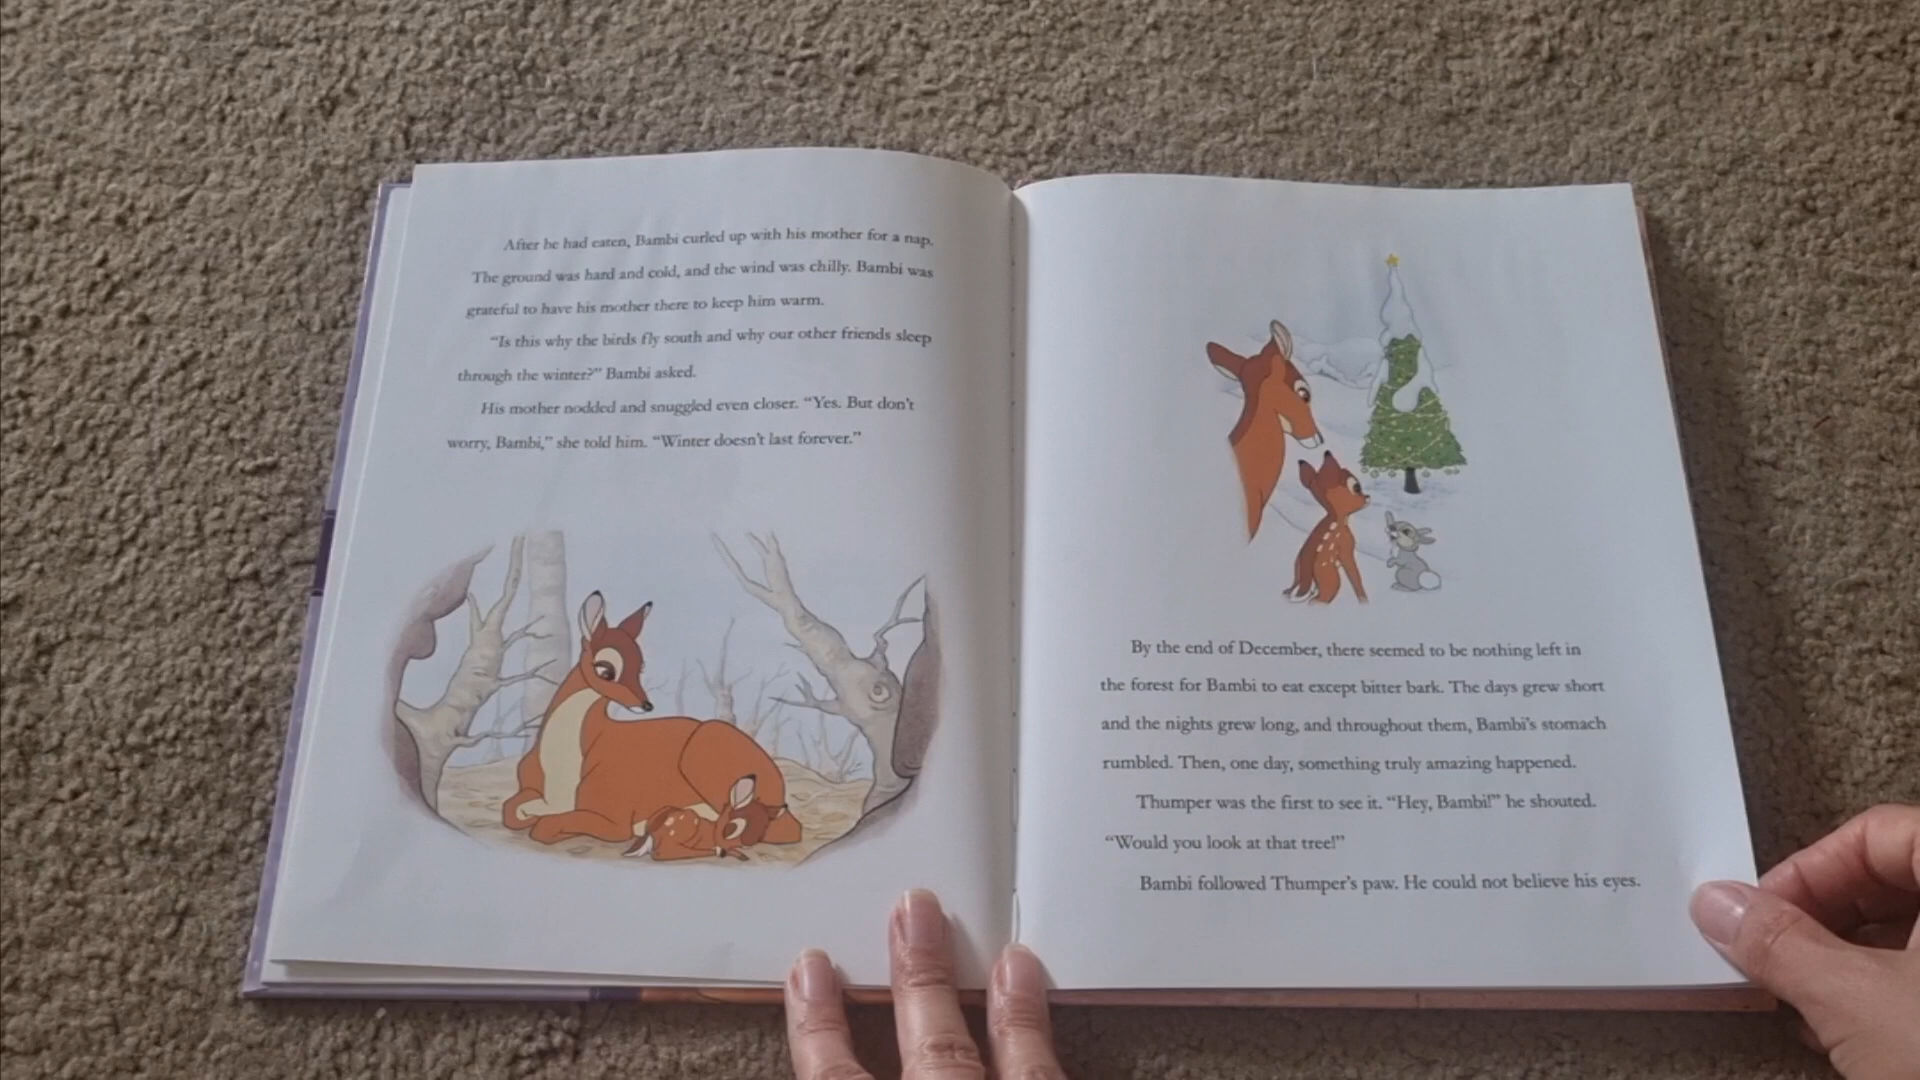 After he had eaten, Bambi curled up with his mother for a nap.
The ground was hard and cold, and the wind was chilly. Bambi was
grateful to have his mother there to keep him warm.
“Is this why the birds fly south and why our other friends sleep
through the winter?” Bambi asked.
His mother nodded and snuggled even closer. “Yes. But don’t
worry, Bambi,” she told him. “Winter doesn’t last forever.”
By the end of December, there seemed to be nothing left in
the forest for Bambi to eat except bitter bark. The days grew short
and the nights grew long, and throughout them, Bambi’s stomach
rumbled. Then, one day, something truly amazing happened.
Thumper was the first to see it. “Hey, Bambi!” he shouted.
“Would you look at that tree!”
Bambi followed Thumper’s paw. He could not believe his eyes.